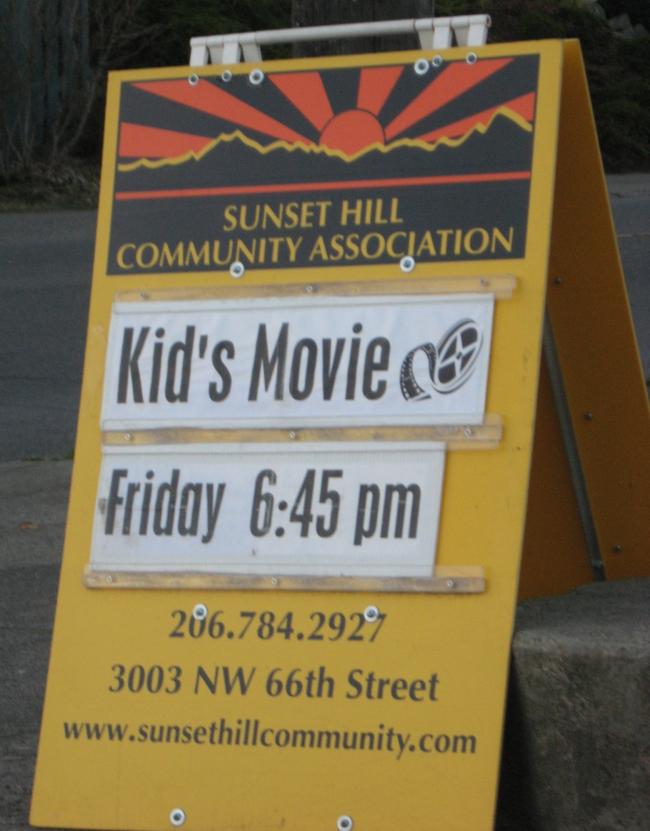 SUNSET HILL
COMMUNITY ASSOCIATION
Kid's Movie
Friday 6:45 pm
206.784.2927
3003 NW 66th Street
www.sunsethillcommunity.com